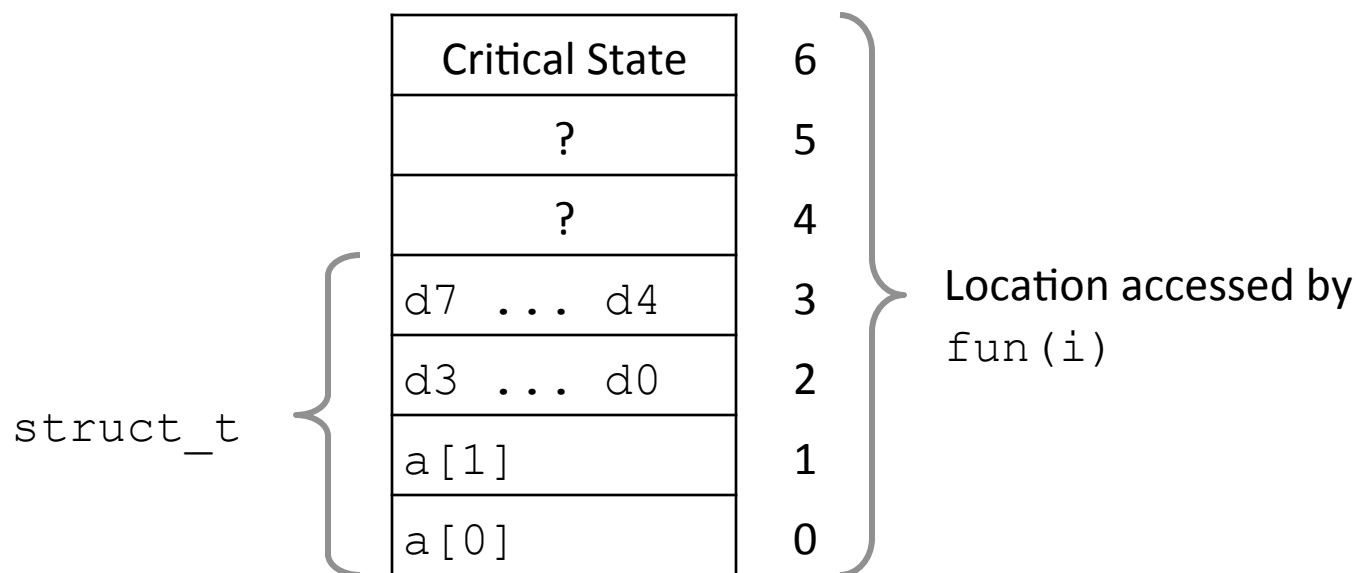 Critical State 6
? 5
? 4
d7 ... d4 3
d3 ... d0 2
a[1] 1
a[0] 0
struct_t
Location accessed by
fun(i)